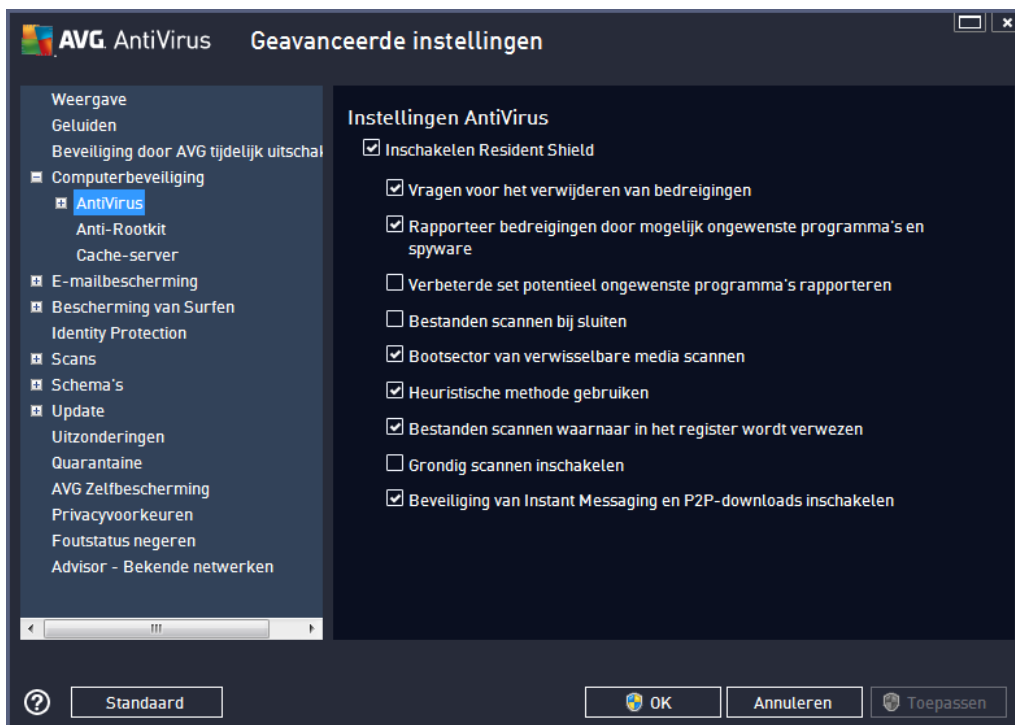 AVG. AntiVirus Geavanceerde instellingen
Weergave
Geluiden
Beveiliging door AVG tijdelijk uitschak
Computerbeveiliging
AntiVirus
Anti-Rootkit
Cache-server
E-mailbescherming
Bescherming van Surfen
Identity Protection
Scans
Schema's
Update
Uitzonderingen
Quarantaine
AVG Zelfbescherming
Privacyvoorkeuren
Foutstatus negeren
Advisor - Bekende netwerken
Instellingen AntiVirus
Inschakelen Resident Shield
Vragen voor het verwijderen van bedreigingen
Rapporteer bedreigingen door mogelijk ongewenste programma's en
spyware
Verbeterde set potentieel ongewenste programma's rapporteren
Bestanden scannen bij sluiten
Bootsector van verwisselbare media scannen
Heuristische methode gebruiken
Bestanden scannen waarnaar in het register wordt verwezen
Grondig scannen inschakelen
Beveiliging van Instant Messaging en P2P-downloads inschakelen
? Standaard OK Annuleren Toepassen